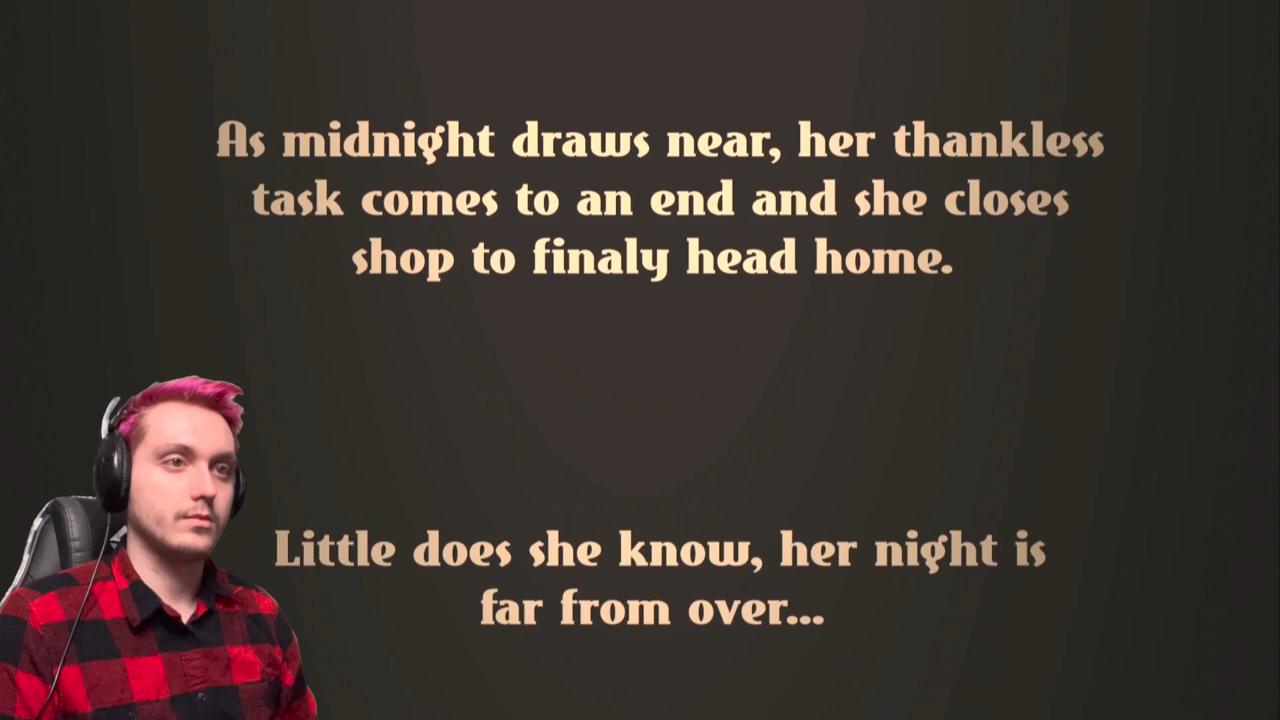 As midnight draws near, her thankless
task comes to an end and she closes
shop to finaly head home.
Little does she know, her night is
far from over...